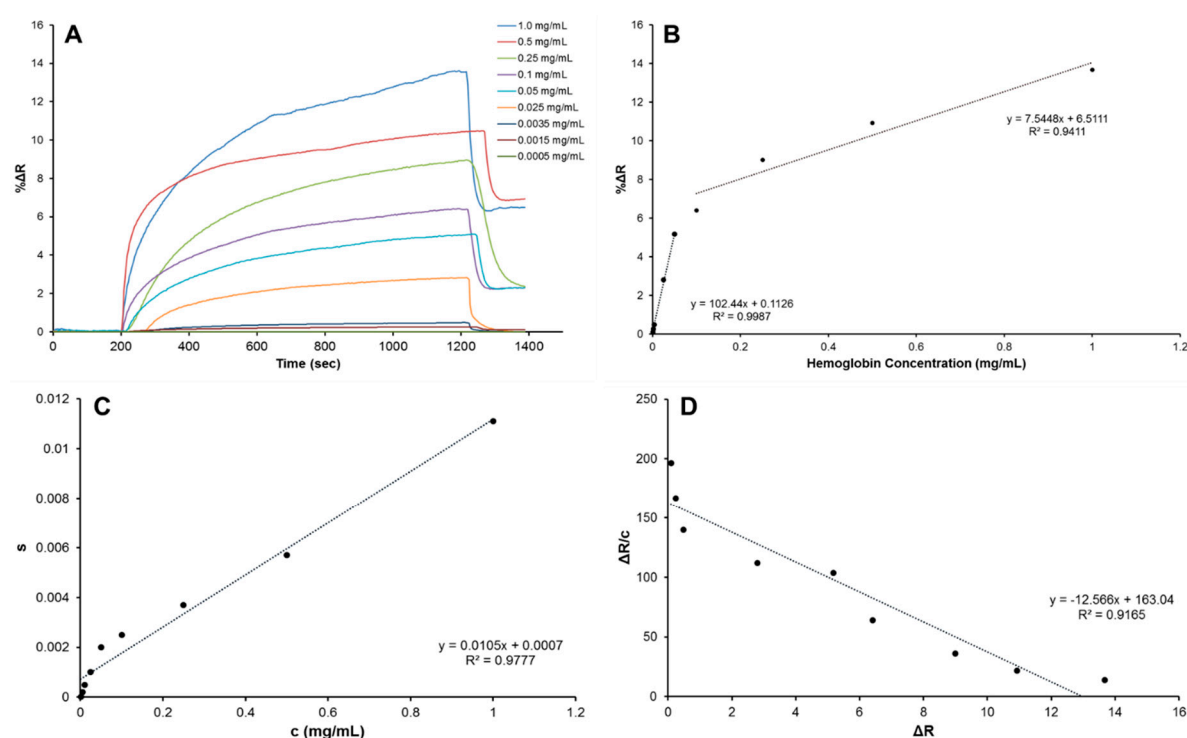 A
16
14
12
10
8
6
4
2
0
%ΔR
0
200
400
600
800
1000
1200
1400
Time (sec)
1.0 mg/mL
0.5 mg/mL
0.25 mg/mL
0.1 mg/mL
0.05 mg/mL
0.025 mg/mL
0.0035 mg/mL
0.0015 mg/mL
0.0005 mg/mL
B
16
14
12
10
8
6
4
2
0
%ΔR
y = 7.5448x + 6.5111
R² = 0.9411
y = 102.44x + 0.1126
R² = 0.9987
0
0.2
0.4
0.6
0.8
1
1.2
Hemoglobin Concentration (mg/mL)
C
0.012
0.01
0.008
0.006
0.004
0.002
0
s
y = 0.0105x + 0.0007
R² = 0.9777
0
0.2
0.4
0.6
0.8
1
1.2
c (mg/mL)
D
250
200
150
100
50
0
ΔR/c
y = -12.566x + 163.04
R² = 0.9165
0
2
4
6
8
10
12
14
16
ΔR